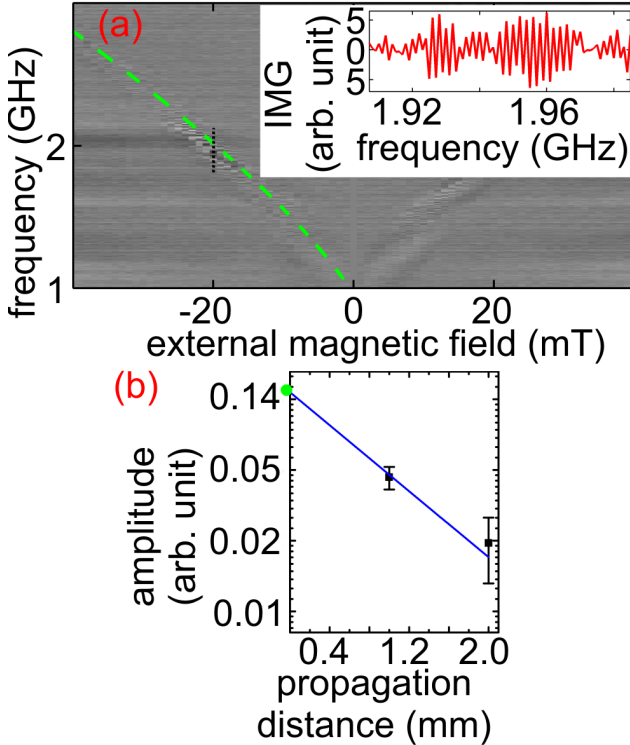 (a)
frequency (GHz)
2
1
-20
0
20
external magnetic field (mT)
IMG
(arb. unit)
5
0
5
1.92
1.96
frequency (GHz)
(b)
amplitude
(arb. unit)
0.14
0.05
0.02
0.01
0.4
1.2
2.0
propagation
distance (mm)